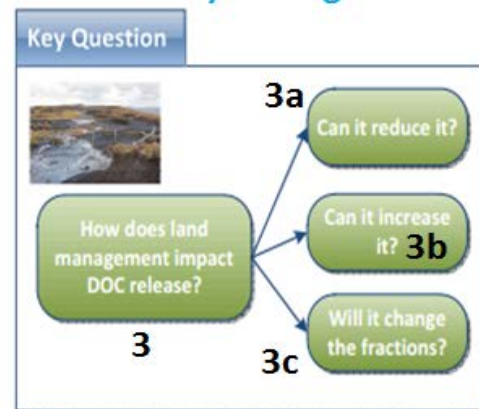 Key Question
3a
Can it reduce it?
How does land
management impact
DOC release?
3
Can it increase
it? 3b
Will it change
the fractions?
3c